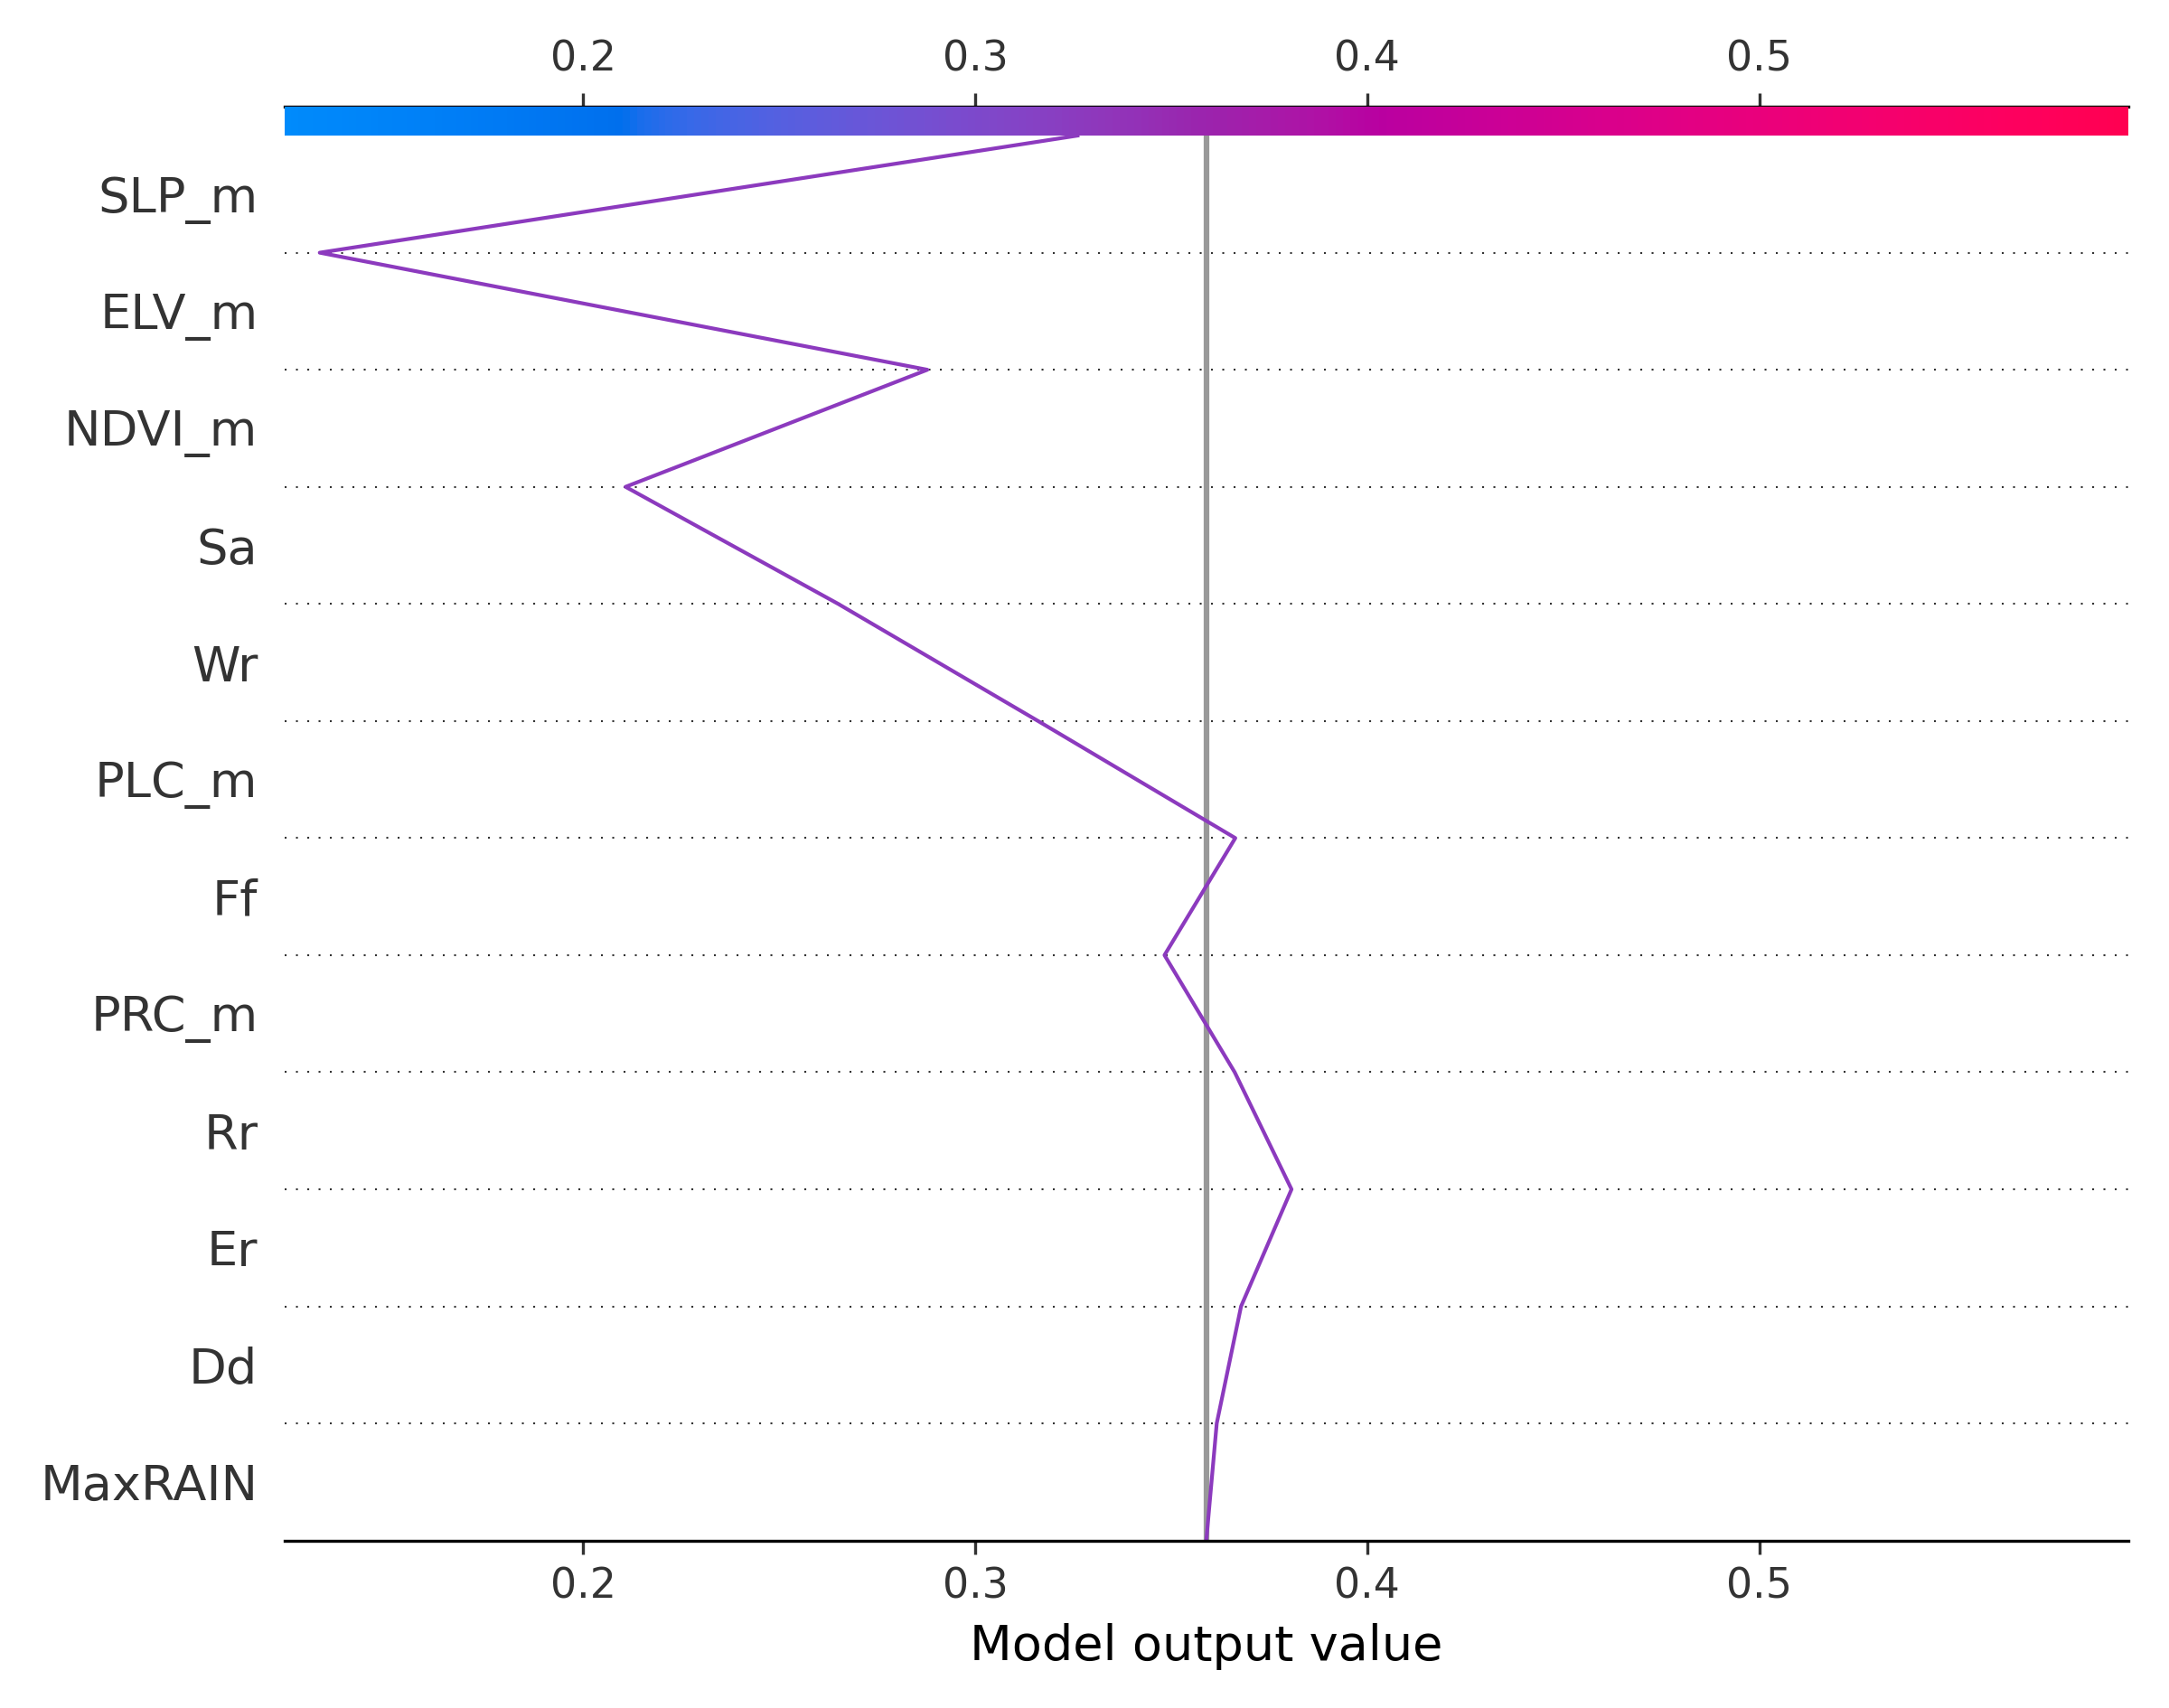 0.2 0.3 0.4 0.5
SLP_m
ELV_m
NDVI_m
Sa
Wr
PLC_m
Ff
PRC_m
Rr
Er
Dd
MaxRAIN
0.2 0.3 0.4 0.5
Model output value